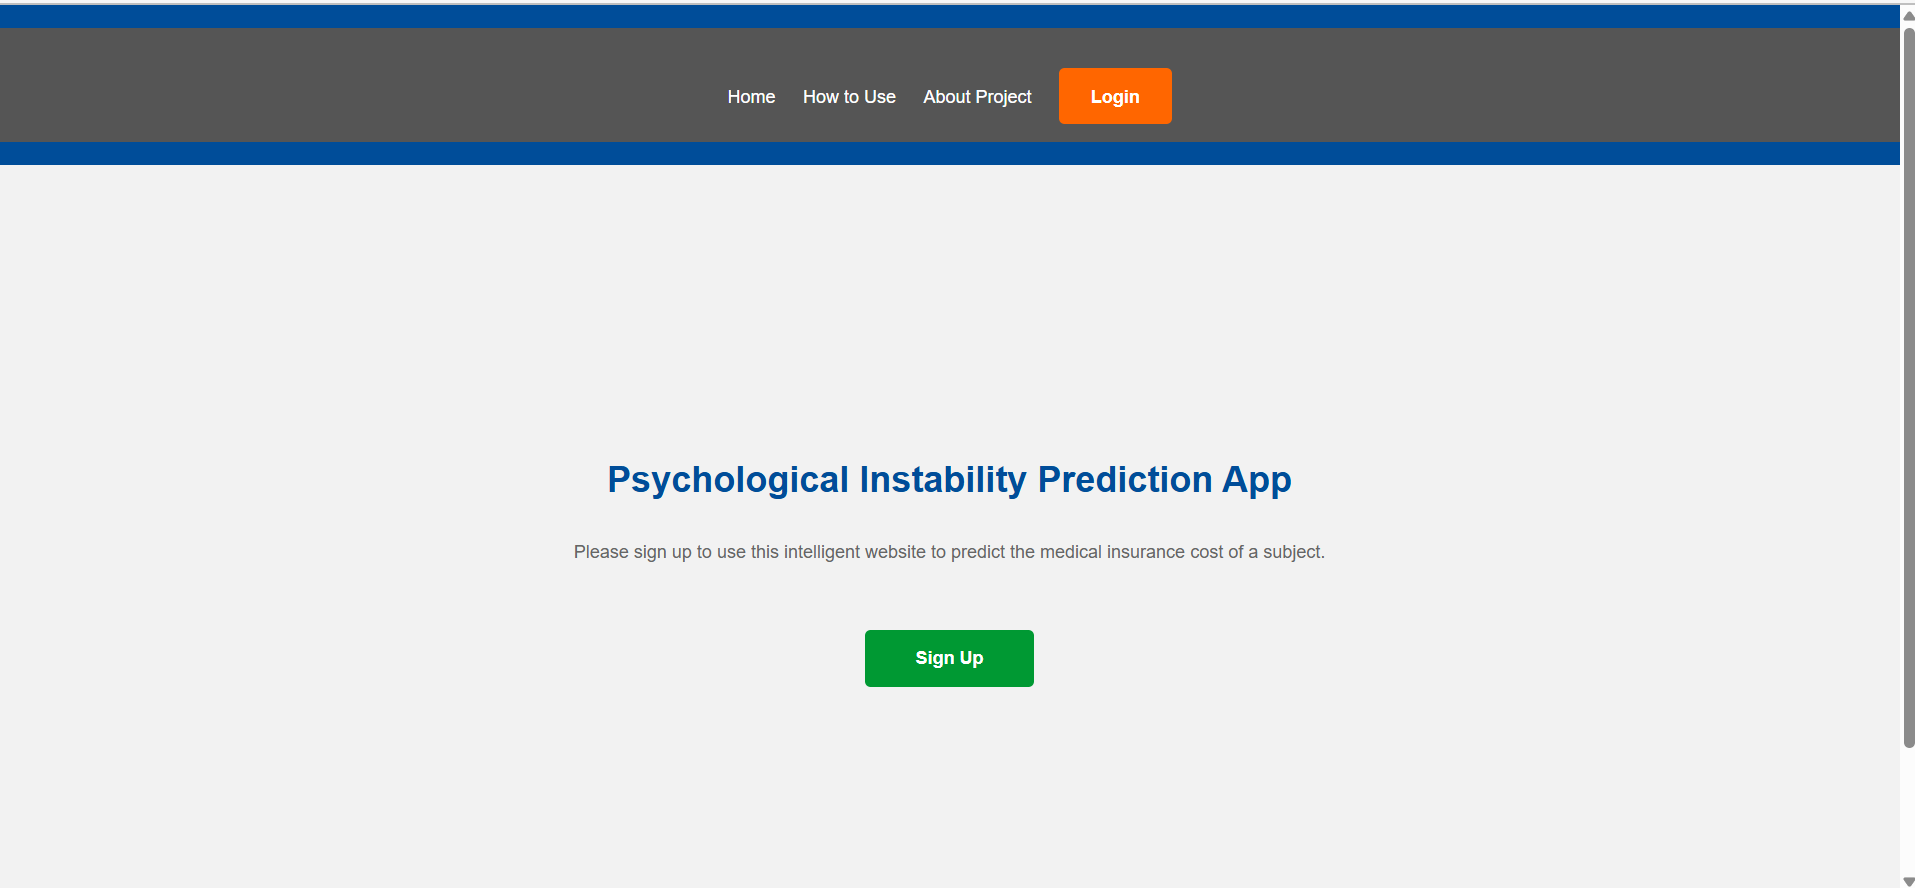 Home How to Use About Project Login
Psychological Instability Prediction App
Please sign up to use this intelligent website to predict the medical insurance cost of a subject.
Sign Up